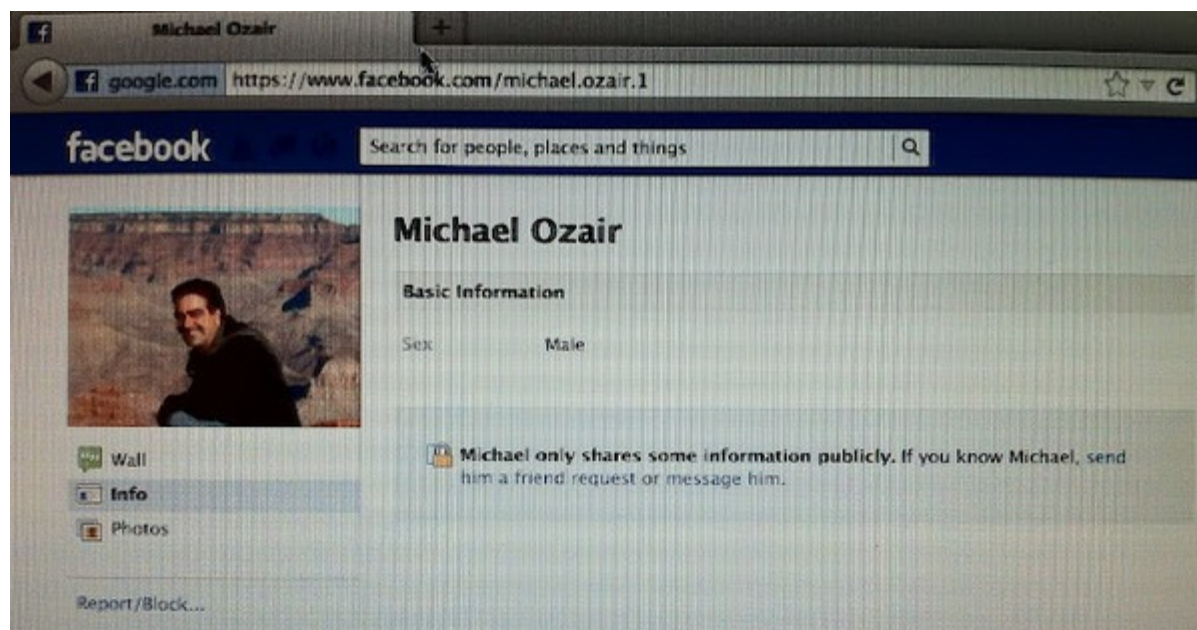 Michael Ozair
google.com https://www.facebook.com/michael.ozair.1
facebook Search for people, places and things
Michael Ozair
Basic Information
Sex Male
Michael only shares some information publicly. If you know Michael, send
him a friend request or message him.
Wall
Info
Photos
Report/Block...